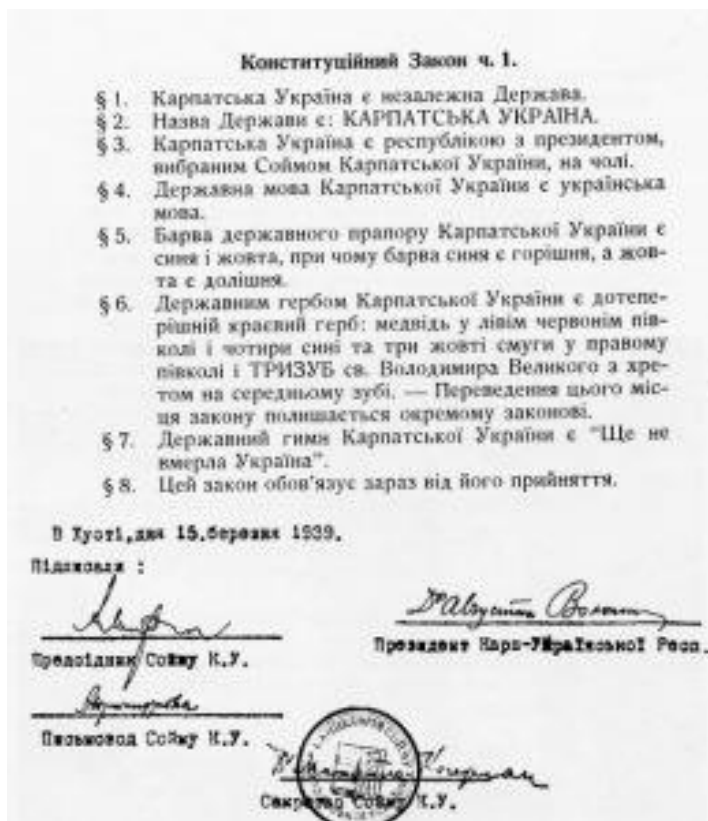 Конституційний Закон ч. 1.
§ 1. Карпатська Україна є незалежна Держава.
§ 2. Назва Держави є: КАРПАТСЬКА УКРАЇНА.
§ 3. Карпатська Україна є республікою з президентом,
вибраним Соймом Карпатської України, на чолі.
§ 4. Державна мова Карпатської України є українська
мова.
§ 5. Барва державного прапору Карпатської України є
синя і жовта, при чому барва синя є горішня, а жов-
та є долішня.
§ 6. Державним гербом Карпатської України є дотепе-
рішній краєвий герб: медвідь у лівім червонім пів-
колі і чотири сині та три жовті смуги у правому
півколі і ТРИЗУБ св. Володимира Великого з хре-
том на середньому зубі. — Переведення цього міс-
ця закону полишається окремому законові.
§ 7. Державний гимн Карпатської України є “Ще не
вмерла Україна”.
§ 8. Цей закон обов'язує зараз від його прийняття.
В Хусті, дня 15. березня 1939.
Підписали :
Dr Августин Волошин
Предсідник Сойму К.У.
Президент Карп-Української Респ.
Письмовод Сойму К.У.
Секретар Сойму К.У.